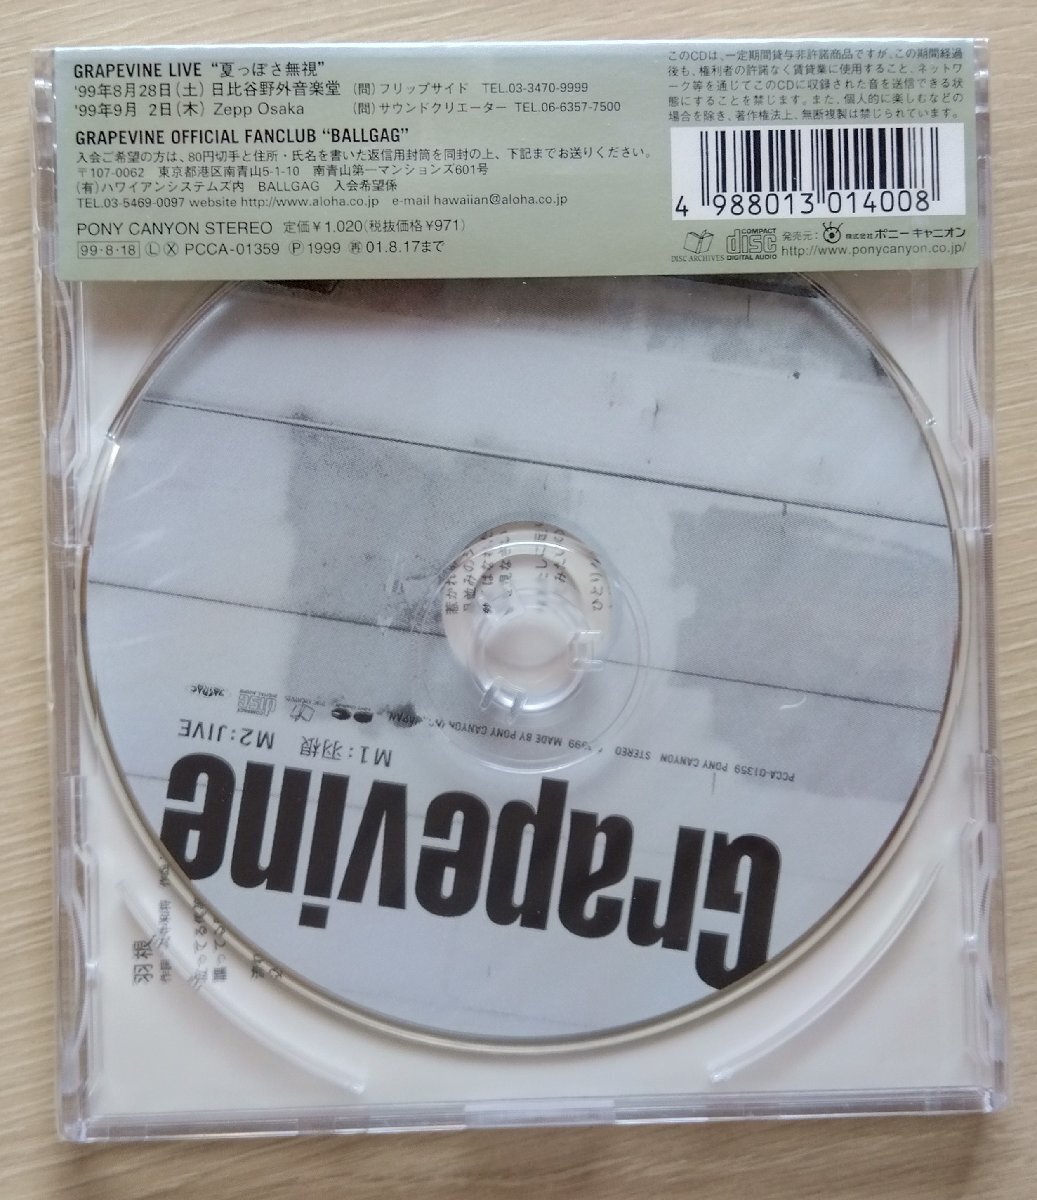 GRAPEVINE LIVE “夏っぽさ無視”
'99年8月28日(土) 日比谷野外音楽堂 (問) フリップサイド TEL.03-3470-9999
'99年9月 2日(木) Zepp Osaka (問) サウンドクリエーター TEL.06-6357-7500
GRAPEVINE OFFICIAL FANCLUB “BALLGAG”
入会ご希望の方は、80円切手と住所・氏名を書いた返信用封筒を同封の上、下記までお送りください。
〒107-0062 東京都港区南青山5-1-10 南青山第一マンションズ601号
(有)ハワイアンシステムズ内 BALLGAG 入会希望係
TEL.03-5469-0097 website http://www.aloha.co.jp e-mail hawaiian@aloha.co.jp
PONY CANYON STEREO 定価¥1,020(税抜価格¥971)
99・8・18 Ⓛ Ⓧ PCCA-01359 Ⓟ 1999 ㊢ 01.8.17まで
このCDは、一定期間貸与非許諾商品ですが、この期間経過
後も、権利者の許諾なく賃貸業に使用すること、ネットワ
ーク等を通じてこのCDに収録された音を送信できる状
態にすることを禁じます。また、個人的に楽しむなどの
場合を除き、著作権法上、無断複製は禁じられています。
4 988013 014008
DISC ARCHIVES
COMPACT disc DIGITAL AUDIO
発売元: 株式会社 ポニーキャニオン
http://www.ponycanyon.co.jp/
Grapevine
M1:羽根 M2:JIVE
PCCA-01359 PONY CANYON STEREO
1999 MADE BY PONY CANYON INC., JAPAN
羽根